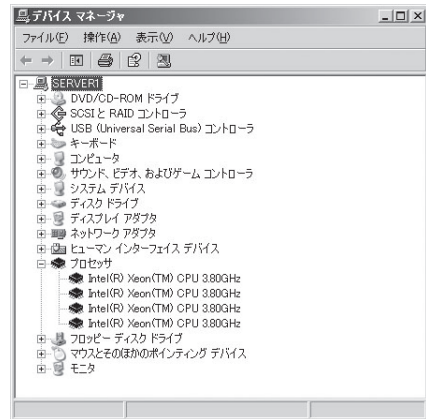 デバイス マネージャ
ファイル(F) 操作(A) 表示(V) ヘルプ(H)
SERVER1
DVD/CD-ROM ドライブ
SCSI と RAID コントローラ
USB (Universal Serial Bus) コントローラ
キーボード
コンピュータ
サウンド、ビデオ、およびゲーム コントローラ
システム デバイス
ディスク ドライブ
ディスプレイ アダプタ
ネットワーク アダプタ
ヒューマン インターフェイス デバイス
プロセッサ
Intel(R) Xeon(TM) CPU 3.80GHz
Intel(R) Xeon(TM) CPU 3.80GHz
Intel(R) Xeon(TM) CPU 3.80GHz
Intel(R) Xeon(TM) CPU 3.80GHz
フロッピー ディスク ドライブ
マウスとそのほかのポインティング デバイス
モニタ